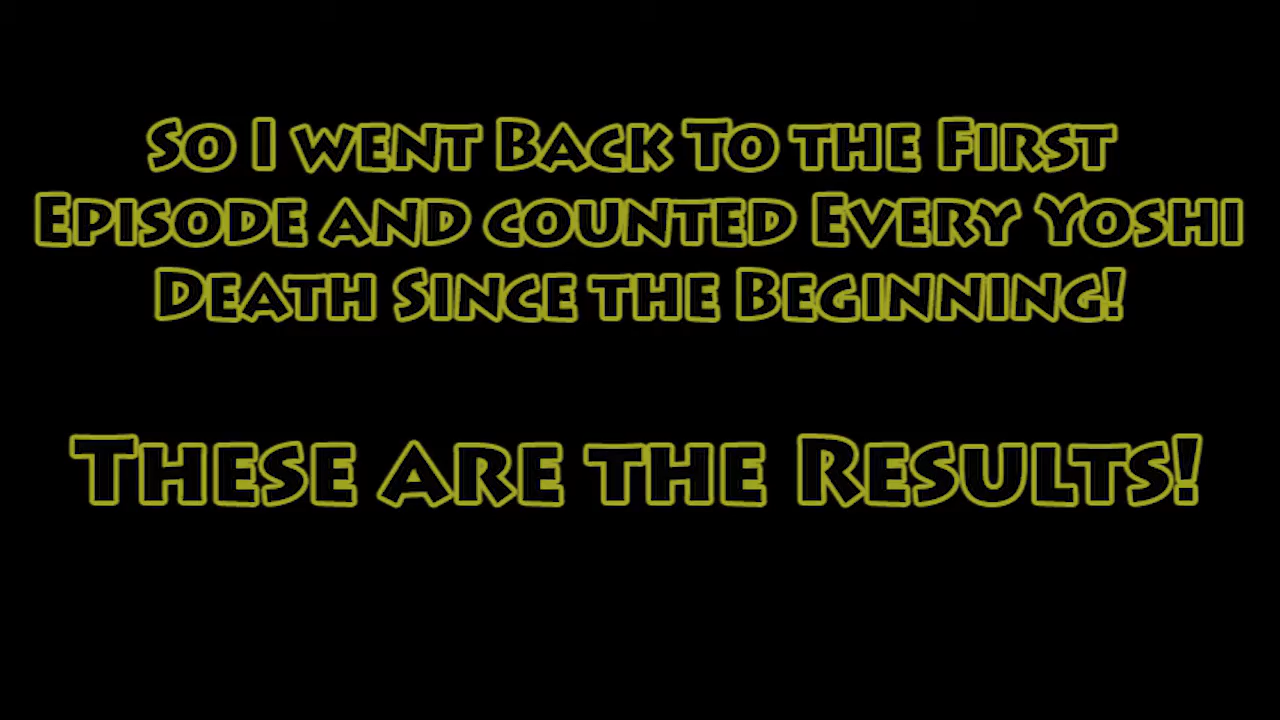 So I went Back To the First
Episode and counted Every Yoshi
Death Since the Beginning!
These are the Results!